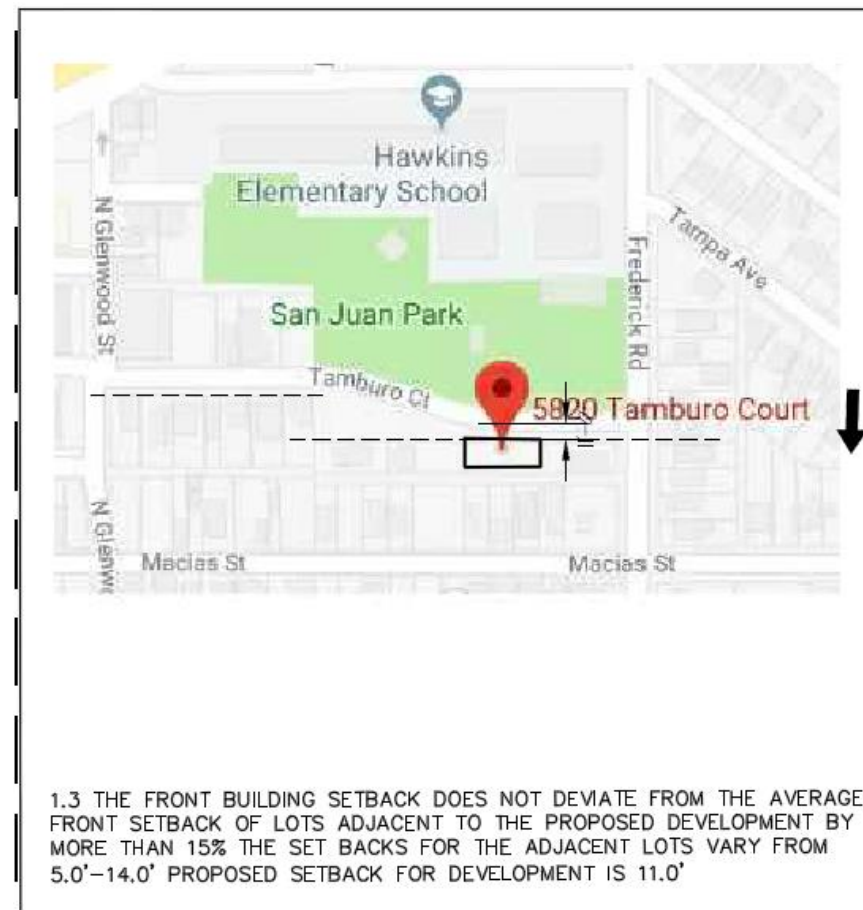 Hawkins
Elementary School
N Glenwood St
Tampa Ave
Frederick Rd
San Juan Park
Tamburo Ct
5820 Tamburo Court
N Glenw
Macias St
Macias St
1.3 THE FRONT BUILDING SETBACK DOES NOT DEVIATE FROM THE AVERAGE
FRONT SETBACK OF LOTS ADJACENT TO THE PROPOSED DEVELOPMENT BY
MORE THAN 15% THE SET BACKS FOR THE ADJACENT LOTS VARY FROM
5.0'-14.0' PROPOSED SETBACK FOR DEVELOPMENT IS 11.0'